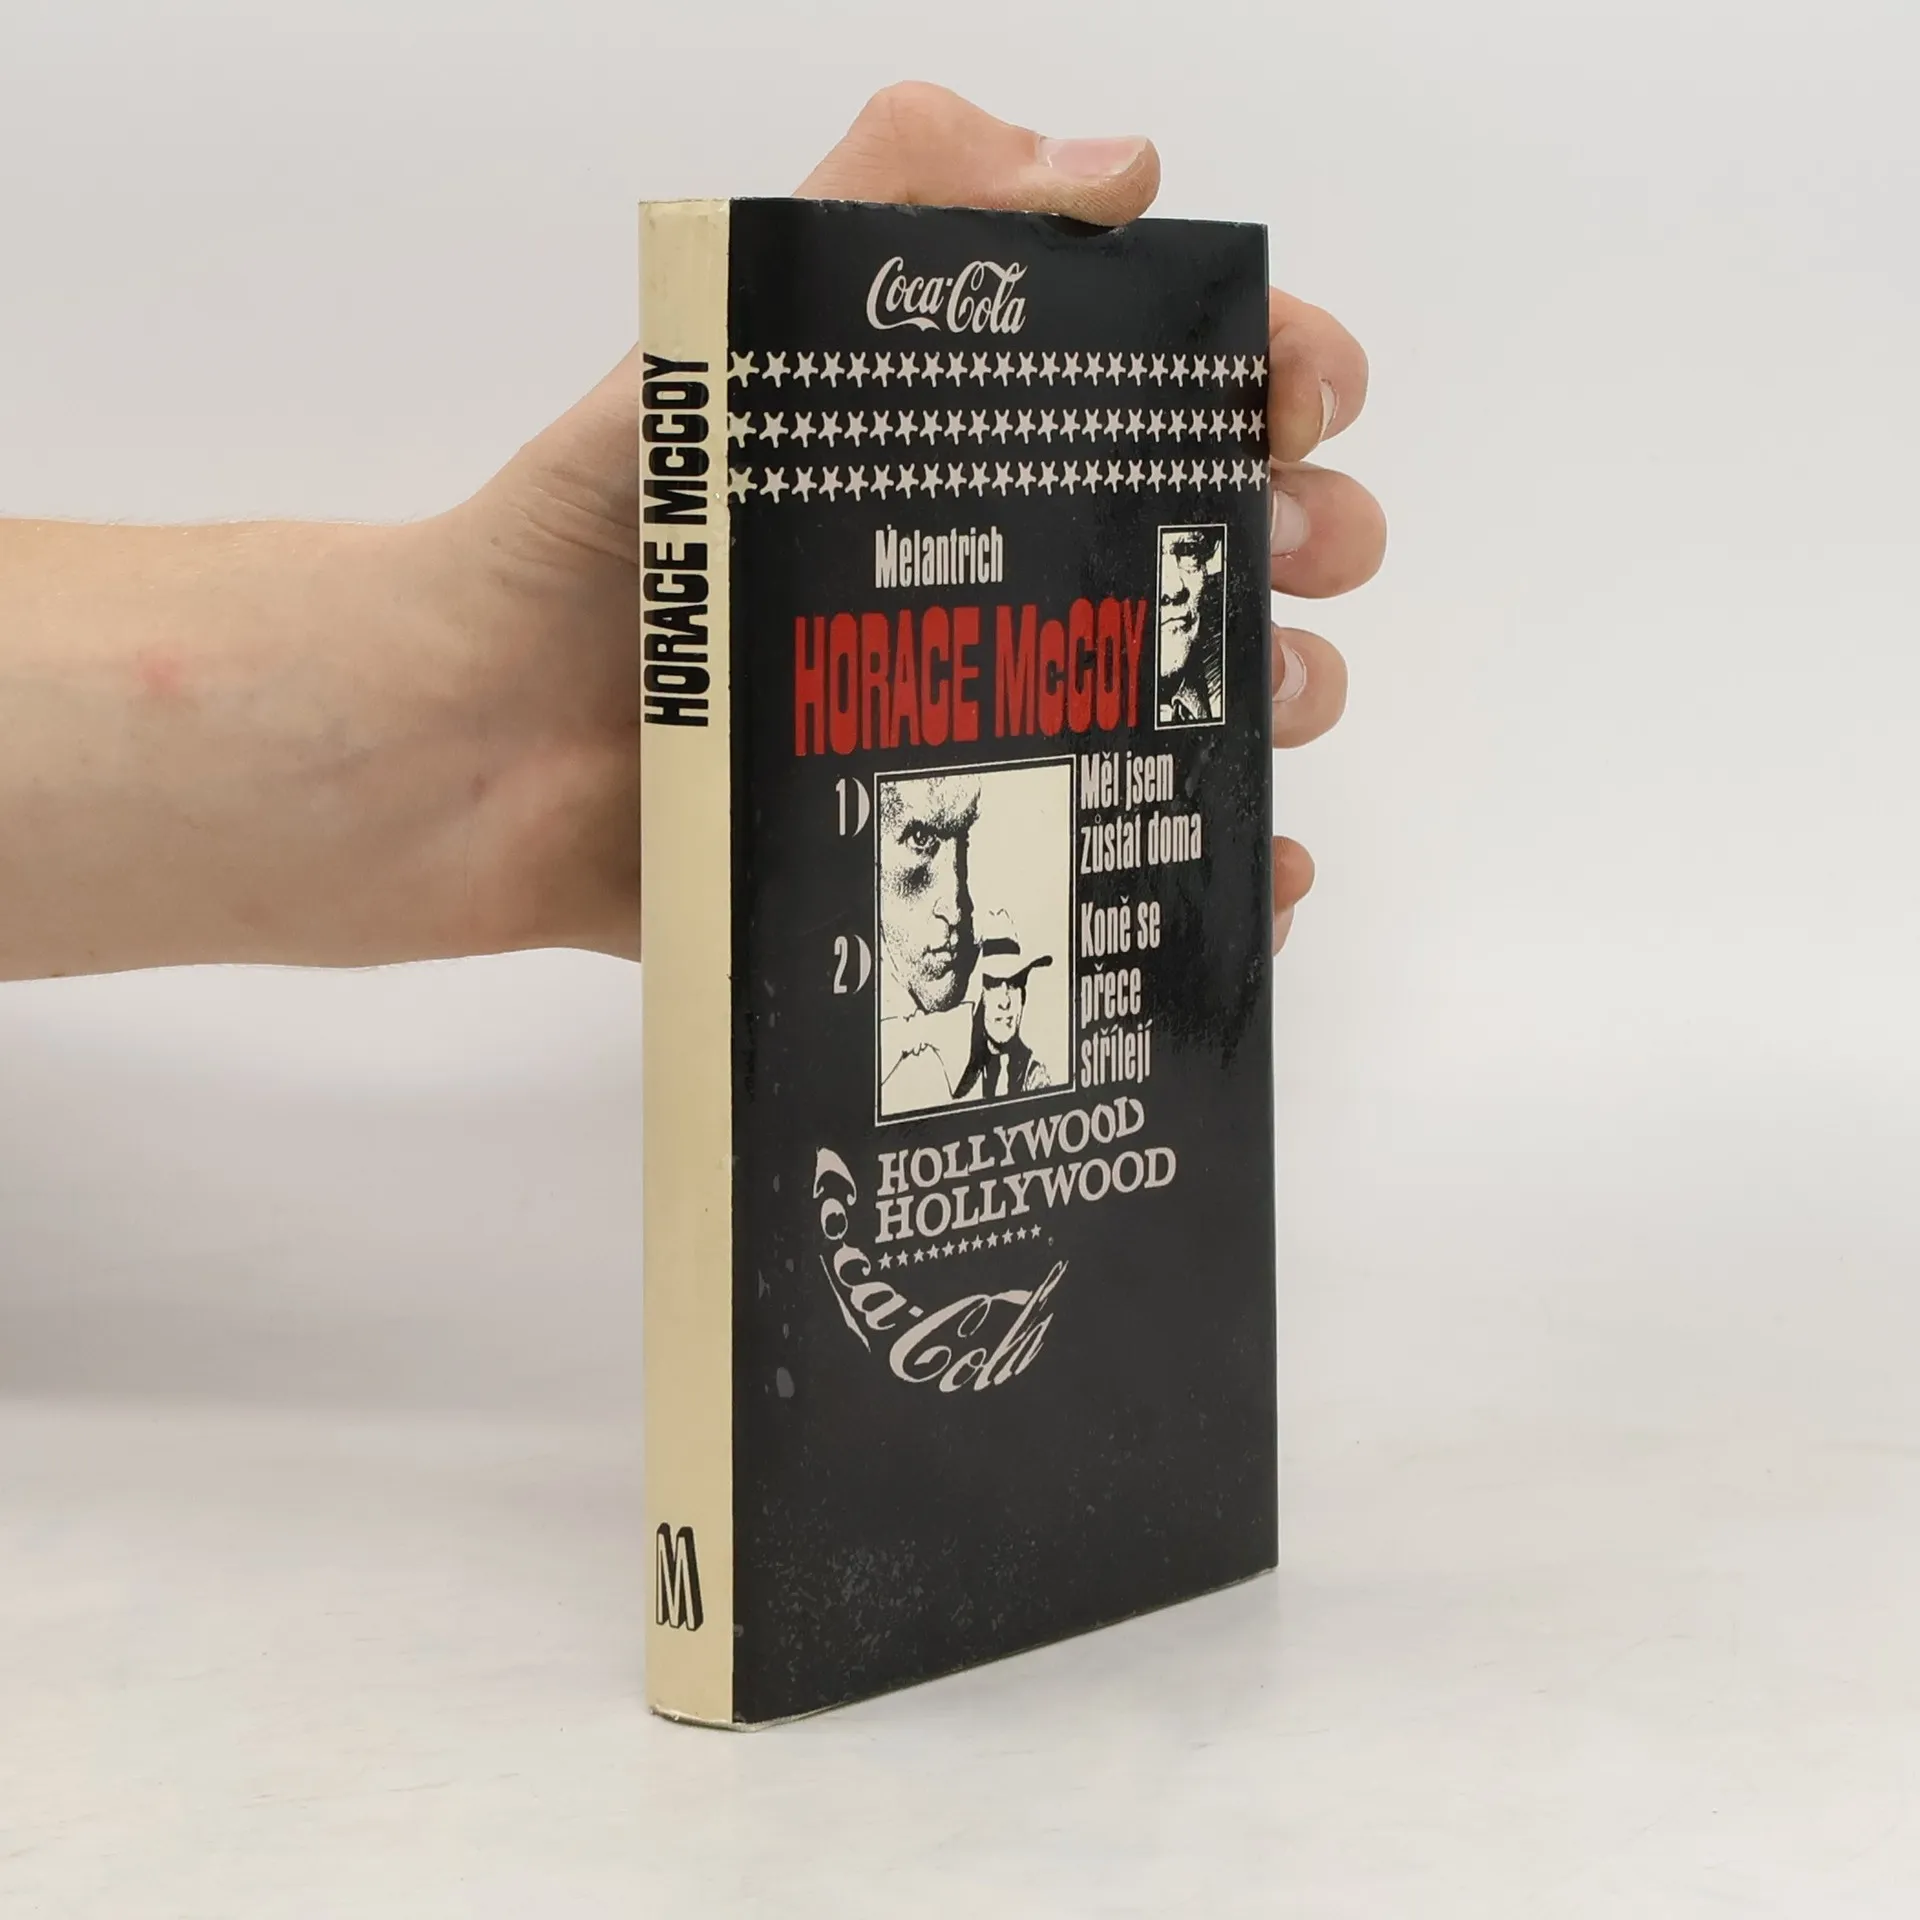 HORACE McCOY
M
Coca-Cola
Melantrich
HORACE McCOY
1)
Měl jsem
zůstat doma
2)
Koně se
přece
střílejí
HOLLYWOOD
HOLLYWOOD
Coca-Cola